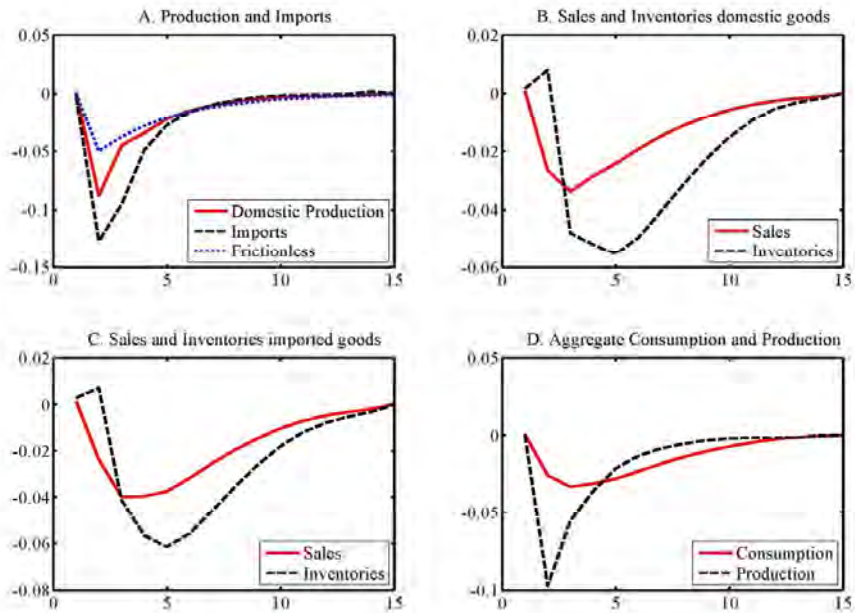 A. Production and Imports
0.05
0
-0.05
-0.1
-0.15
0 5 10 15
Domestic Production
Imports
Frictionless
B. Sales and Inventories domestic goods
0.02
0
-0.02
-0.04
-0.06
0 5 10 15
Sales
Inventories
C. Sales and Inventories imported goods
0.02
0
-0.02
-0.04
-0.06
-0.08
0 5 10 15
Sales
Inventories
D. Aggregate Consumption and Production
0.05
0
-0.05
-0.1
0 5 10 15
Consumption
Production